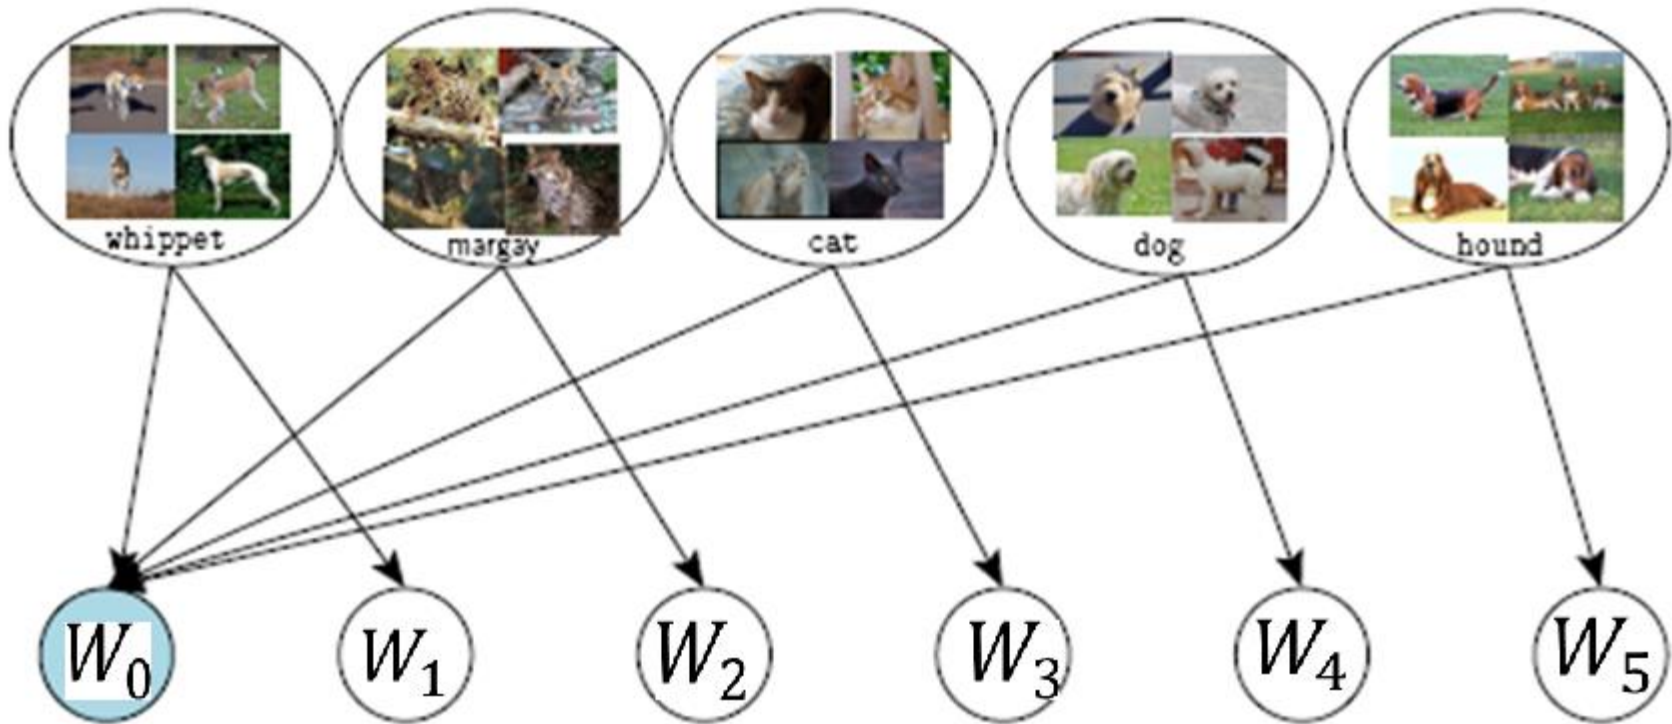 whippet
margay
cat
dog
hound
W₀
W₁
W₂
W₃
W₄
W₅